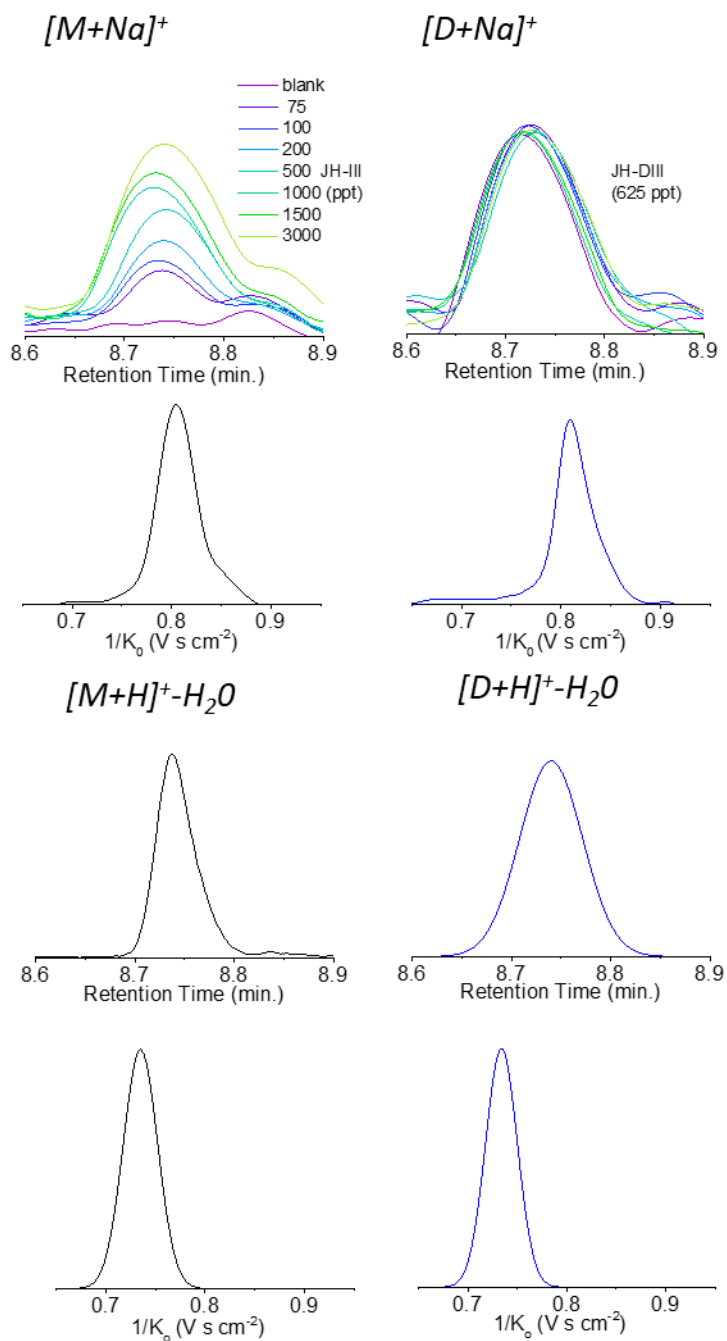 [M+Na]⁺
[D+Na]⁺
blank
75
100
200
500 JH-III
1000 (ppt)
1500
3000
JH-DIII
(625 ppt)
8.6 8.7 8.8 8.9
Retention Time (min.)
8.6 8.7 8.8 8.9
Retention Time (min.)
0.7 0.8 0.9
1/K₀ (V s cm⁻²)
0.7 0.8 0.9
1/K₀ (V s cm⁻²)
[M+H]⁺-H₂0
[D+H]⁺-H₂0
8.6 8.7 8.8 8.9
Retention Time (min.)
8.6 8.7 8.8 8.9
Retention Time (min.)
0.7 0.8 0.9
1/K₀ (V s cm⁻²)
0.7 0.8 0.9
1/K₀ (V s cm⁻²)